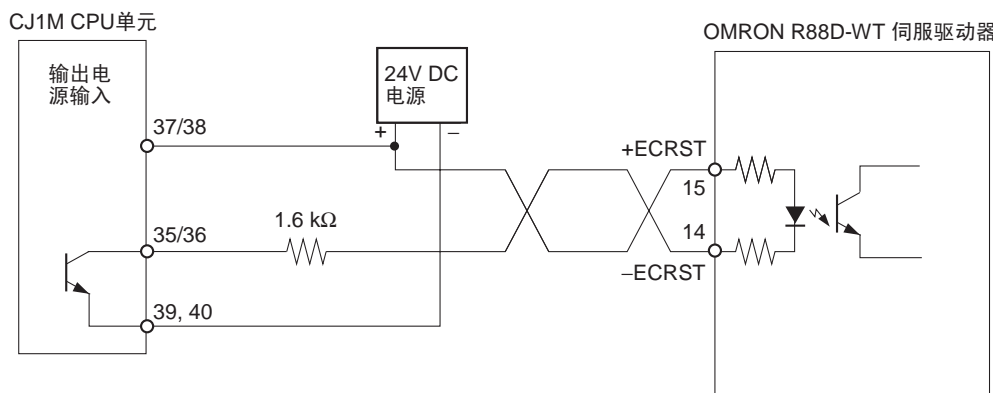 CJ1M CPU单元
OMRON R88D-WT 伺服驱动器
输出电
源输入
24V DC
电源
+
–
37/38
+ECRST
15
1.6 kΩ
35/36
14
–ECRST
39, 40